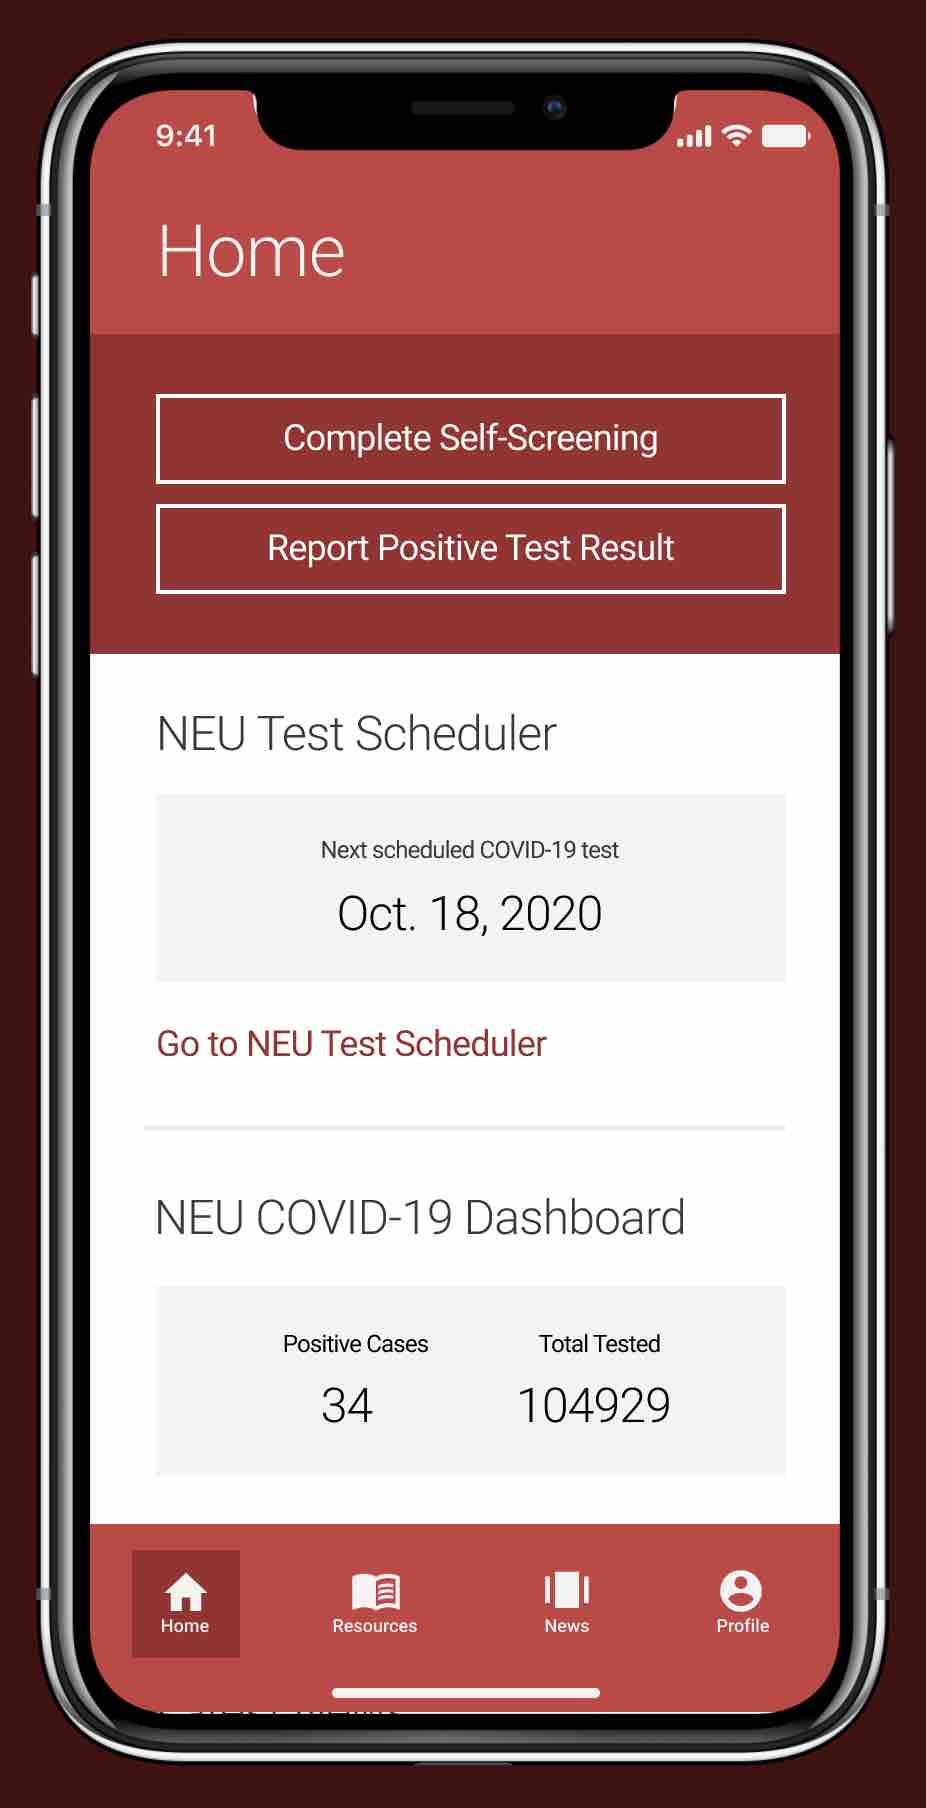 9:41
Home
Complete Self-Screening
Report Positive Test Result
NEU Test Scheduler
Next scheduled COVID-19 test
Oct. 18, 2020
Go to NEU Test Scheduler
NEU COVID-19 Dashboard
Positive Cases Total Tested
34 104929
Home Resources News Profile